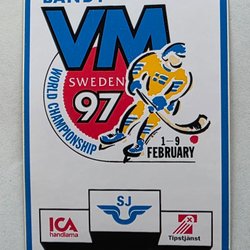 BANDY
VM
SWEDEN
97
WORLD CHAMPIONSHIP
1–9
FEBRUARY
SJ
ICA
handlarna
Tipstjänst